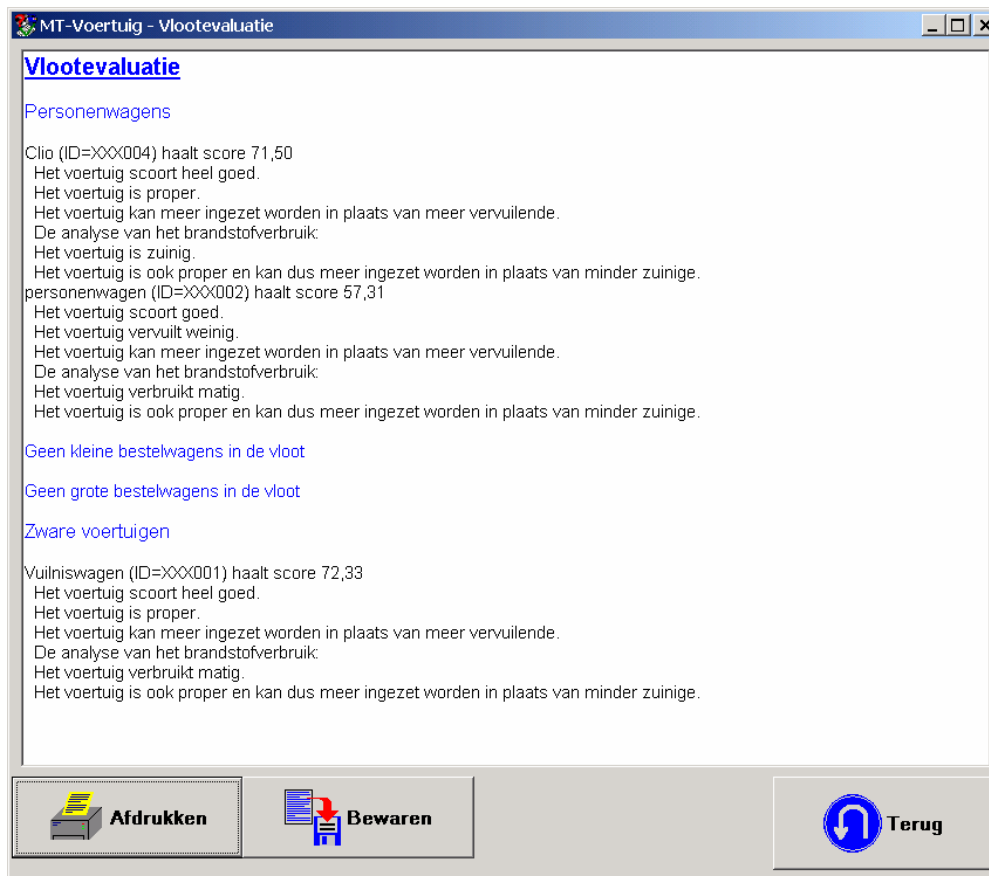 MT-Voertuig - Vlootevaluatie
Vlootevaluatie
Personenwagens
Clio (ID=XXX004) haalt score 71,50
Het voertuig scoort heel goed.
Het voertuig is proper.
Het voertuig kan meer ingezet worden in plaats van meer vervuilende.
De analyse van het brandstofverbruik:
Het voertuig is zuinig.
Het voertuig is ook proper en kan dus meer ingezet worden in plaats van minder zuinige.
personenwagen (ID=XXX002) haalt score 57,31
Het voertuig scoort goed.
Het voertuig vervuilt weinig.
Het voertuig kan meer ingezet worden in plaats van meer vervuilende.
De analyse van het brandstofverbruik:
Het voertuig verbruikt matig.
Het voertuig is ook proper en kan dus meer ingezet worden in plaats van minder zuinige.
Geen kleine bestelwagens in de vloot
Geen grote bestelwagens in de vloot
Zware voertuigen
Vuilniswagen (ID=XXX001) haalt score 72,33
Het voertuig scoort heel goed.
Het voertuig is proper.
Het voertuig kan meer ingezet worden in plaats van meer vervuilende.
De analyse van het brandstofverbruik:
Het voertuig verbruikt matig.
Het voertuig is ook proper en kan dus meer ingezet worden in plaats van minder zuinige.
Afdrukken
Bewaren
Terug